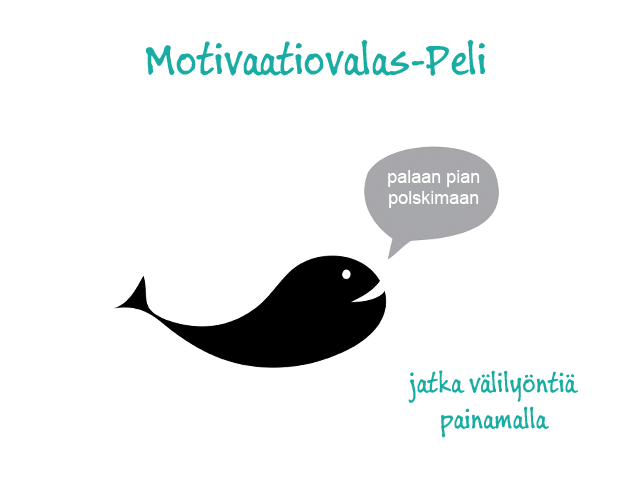 Motivaatiovalas-Peli
palaan pian
polskimaan
jatka välilyöntiä
painamalla